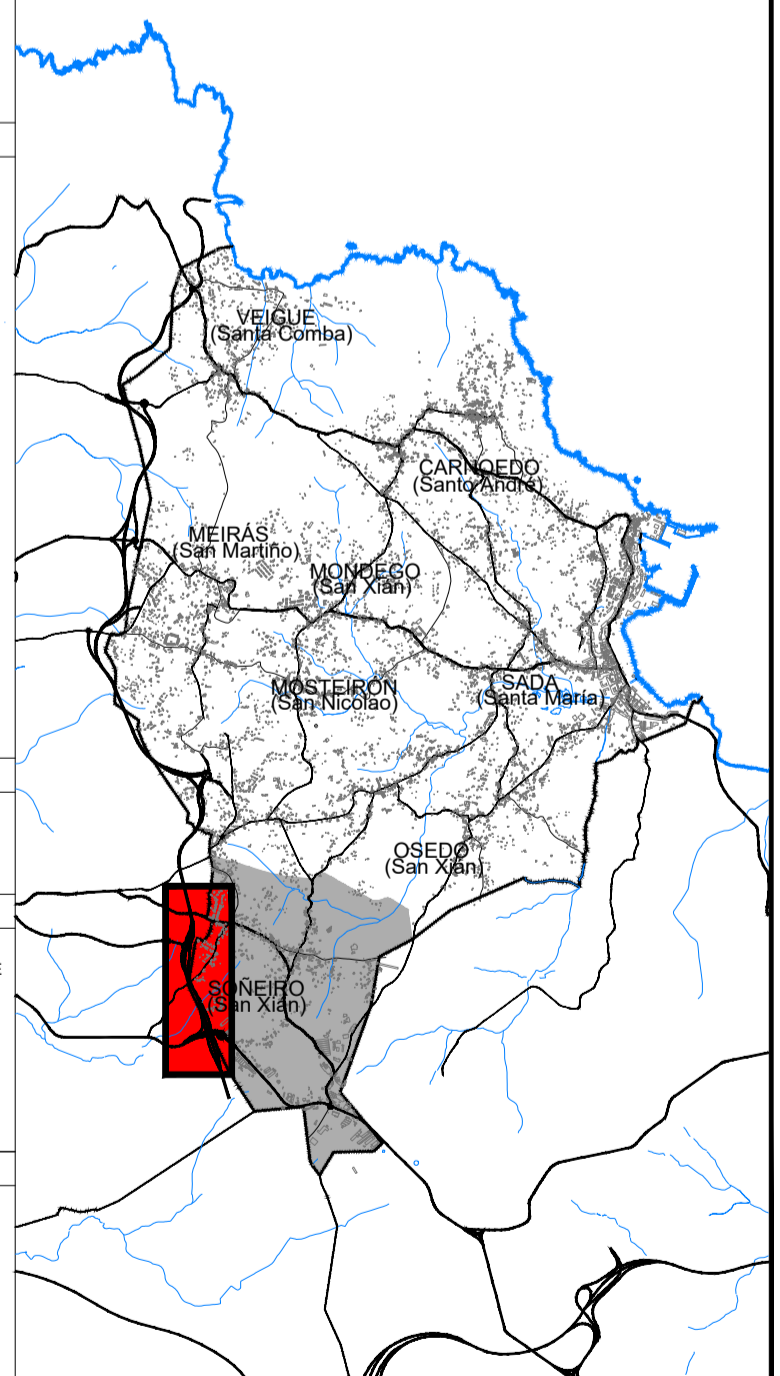 VEIGUE
(Santa Comba)
CARNOEDO
(Santo André)
MEIRÁS
(San Martiño)
MONDEGO
(San Xián)
MOSTEIRÓN
(San Nicolao)
SADA
(Santa María)
OSEDO
(San Xián)
SOÑEIRO
(San Xián)
E